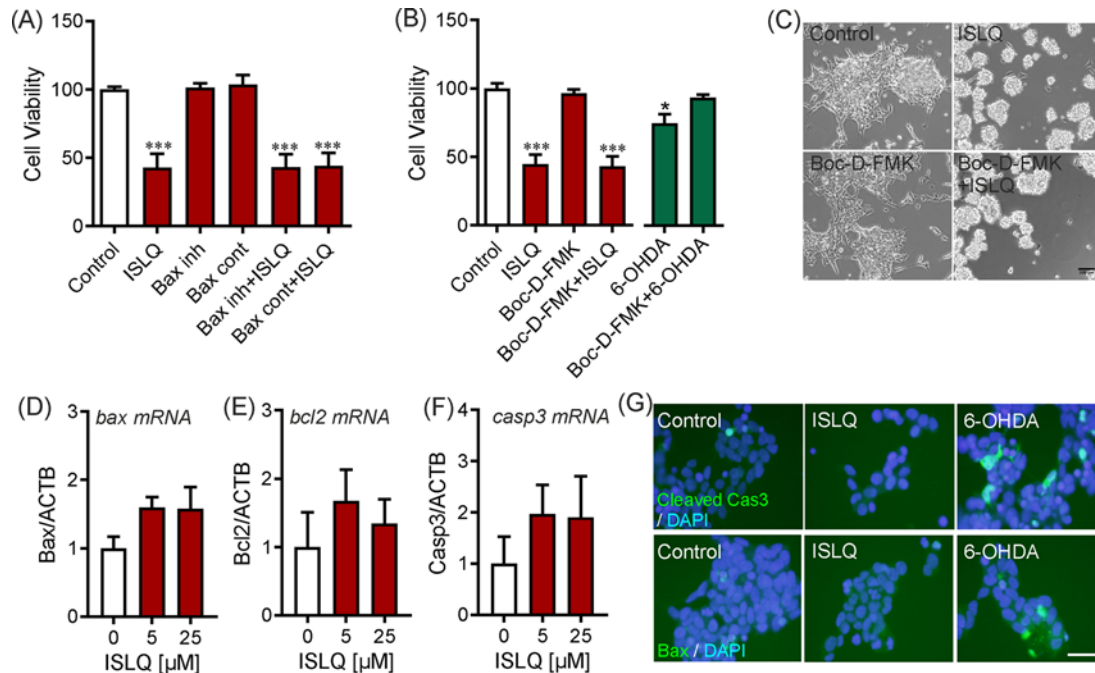 (A)
Cell Viability
150
100
50
0
***
***
***
Control
ISLQ
Bax inh
Bax cont
Bax inh+ISLQ
Bax cont+ISLQ
(B)
Cell Viability
150
100
50
0
***
***
*
Control
ISLQ
Boc-D-FMK
Boc-D-FMK+ISLQ
6-OHDA
Boc-D-FMK+6-OHDA
(C)
Control
ISLQ
Boc-D-FMK
Boc-D-FMK
+ISLQ
(D)
bax mRNA
Bax/ACTB
3
2
1
0
0 5 25
ISLQ [µM]
(E)
bcl2 mRNA
Bcl2/ACTB
3
2
1
0
0 5 25
ISLQ [µM]
(F)
casp3 mRNA
Casp3/ACTB
4
3
2
1
0
0 5 25
ISLQ [µM]
(G)
Control
ISLQ
6-OHDA
Cleaved Cas3
/ DAPI
Control
ISLQ
6-OHDA
Bax / DAPI